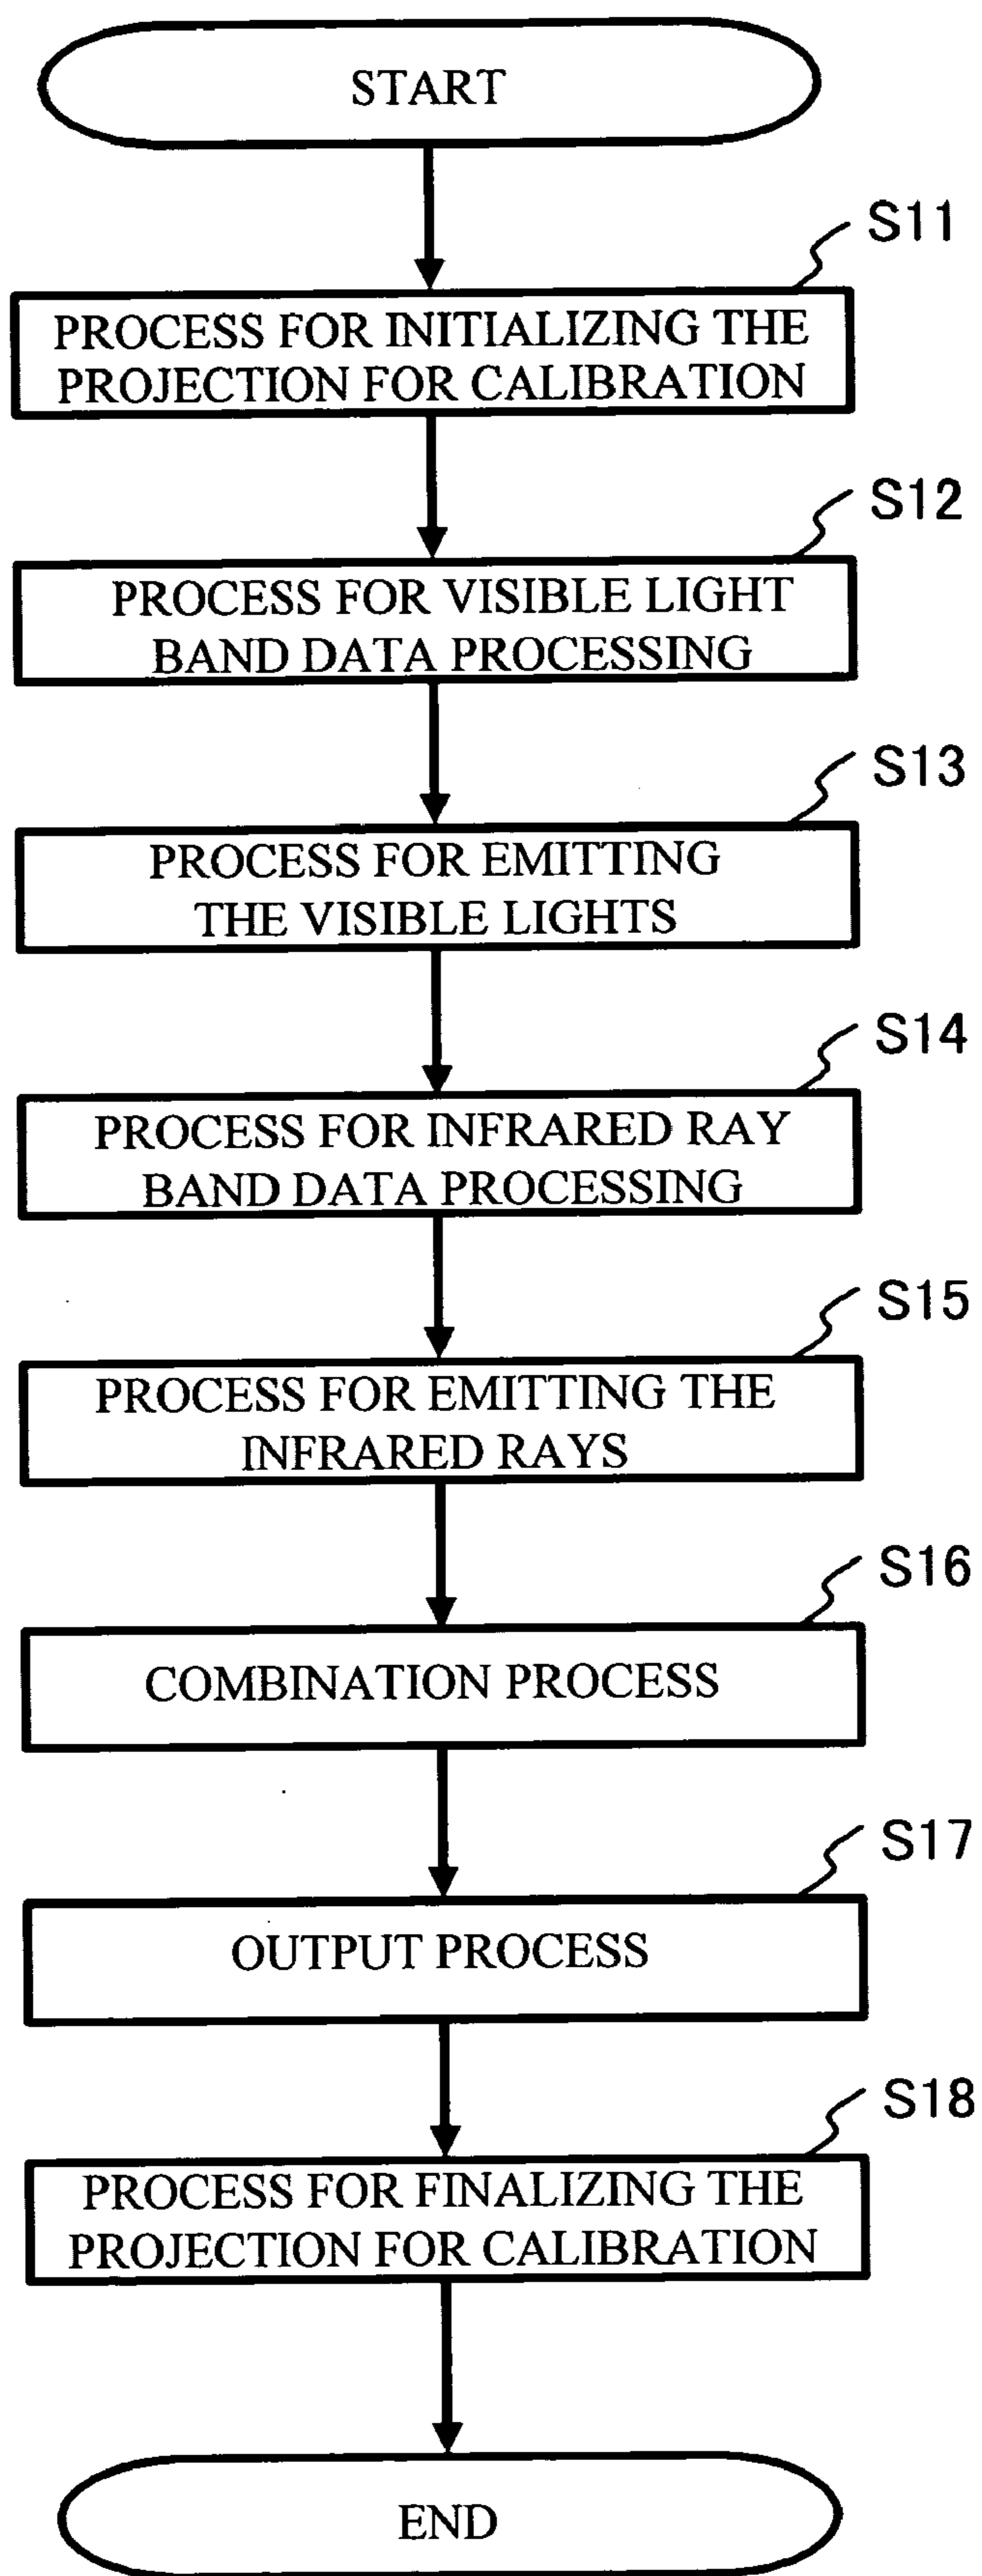 START
S11
PROCESS FOR INITIALIZING THE
PROJECTION FOR CALIBRATION
S12
PROCESS FOR VISIBLE LIGHT
BAND DATA PROCESSING
S13
PROCESS FOR EMITTING
THE VISIBLE LIGHTS
S14
PROCESS FOR INFRARED RAY
BAND DATA PROCESSING
S15
PROCESS FOR EMITTING THE
INFRARED RAYS
S16
COMBINATION PROCESS
S17
OUTPUT PROCESS
S18
PROCESS FOR FINALIZING THE
PROJECTION FOR CALIBRATION
END